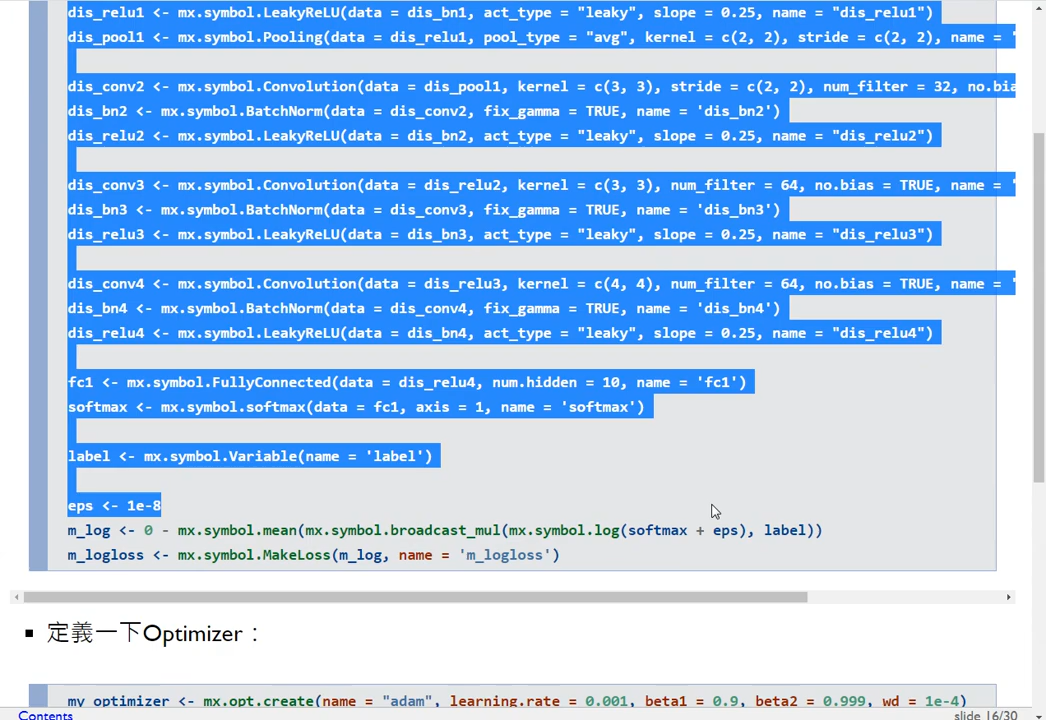 dis_relu1 <- mx.symbol.LeakyReLU(data = dis_bn1, act_type = "leaky", slope = 0.25, name = "dis_relu1")
dis_pool1 <- mx.symbol.Pooling(data = dis_relu1, pool_type = "avg", kernel = c(2, 2), stride = c(2, 2), name = '
dis_conv2 <- mx.symbol.Convolution(data = dis_pool1, kernel = c(3, 3), stride = c(2, 2), num_filter = 32, no.bia
dis_bn2 <- mx.symbol.BatchNorm(data = dis_conv2, fix_gamma = TRUE, name = 'dis_bn2')
dis_relu2 <- mx.symbol.LeakyReLU(data = dis_bn2, act_type = "leaky", slope = 0.25, name = "dis_relu2")
dis_conv3 <- mx.symbol.Convolution(data = dis_relu2, kernel = c(3, 3), num_filter = 64, no.bias = TRUE, name = '
dis_bn3 <- mx.symbol.BatchNorm(data = dis_conv3, fix_gamma = TRUE, name = 'dis_bn3')
dis_relu3 <- mx.symbol.LeakyReLU(data = dis_bn3, act_type = "leaky", slope = 0.25, name = "dis_relu3")
dis_conv4 <- mx.symbol.Convolution(data = dis_relu3, kernel = c(4, 4), num_filter = 64, no.bias = TRUE, name = '
dis_bn4 <- mx.symbol.BatchNorm(data = dis_conv4, fix_gamma = TRUE, name = 'dis_bn4')
dis_relu4 <- mx.symbol.LeakyReLU(data = dis_bn4, act_type = "leaky", slope = 0.25, name = "dis_relu4")
fc1 <- mx.symbol.FullyConnected(data = dis_relu4, num.hidden = 10, name = 'fc1')
softmax <- mx.symbol.softmax(data = fc1, axis = 1, name = 'softmax')
label <- mx.symbol.Variable(name = 'label')
eps <- 1e-8
m_log <- 0 - mx.symbol.mean(mx.symbol.broadcast_mul(mx.symbol.log(softmax + eps), label))
m_logloss <- mx.symbol.MakeLoss(m_log, name = 'm_logloss')
▪ 定義一下Optimizer：
my_optimizer <- mx.opt.create(name = "adam", learning.rate = 0.001, beta1 = 0.9, beta2 = 0.999, wd = 1e-4)
Contents
slide 16/30